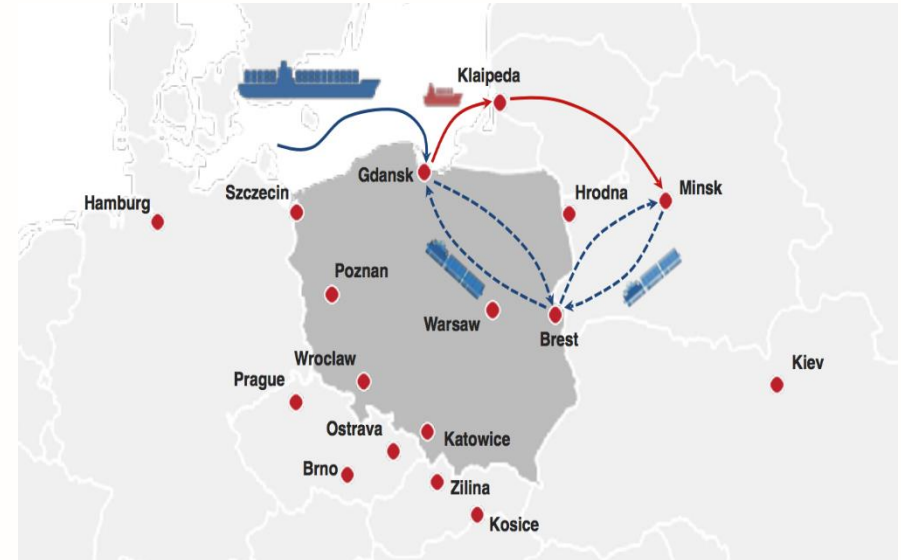 Klaipeda
Gdansk
Szczecin
Hamburg
Hrodna
Minsk
Poznan
Warsaw
Brest
Wroclaw
Prague
Kiev
Ostrava
Katowice
Brno
Zilina
Kosice